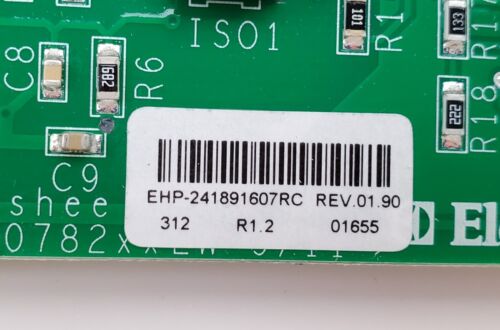 ISO1
R1
101
133
R17
C8
682
R6
222
R18
C9
EHP-241891607RC REV.01.90
312 R1.2 01655
shee
0782